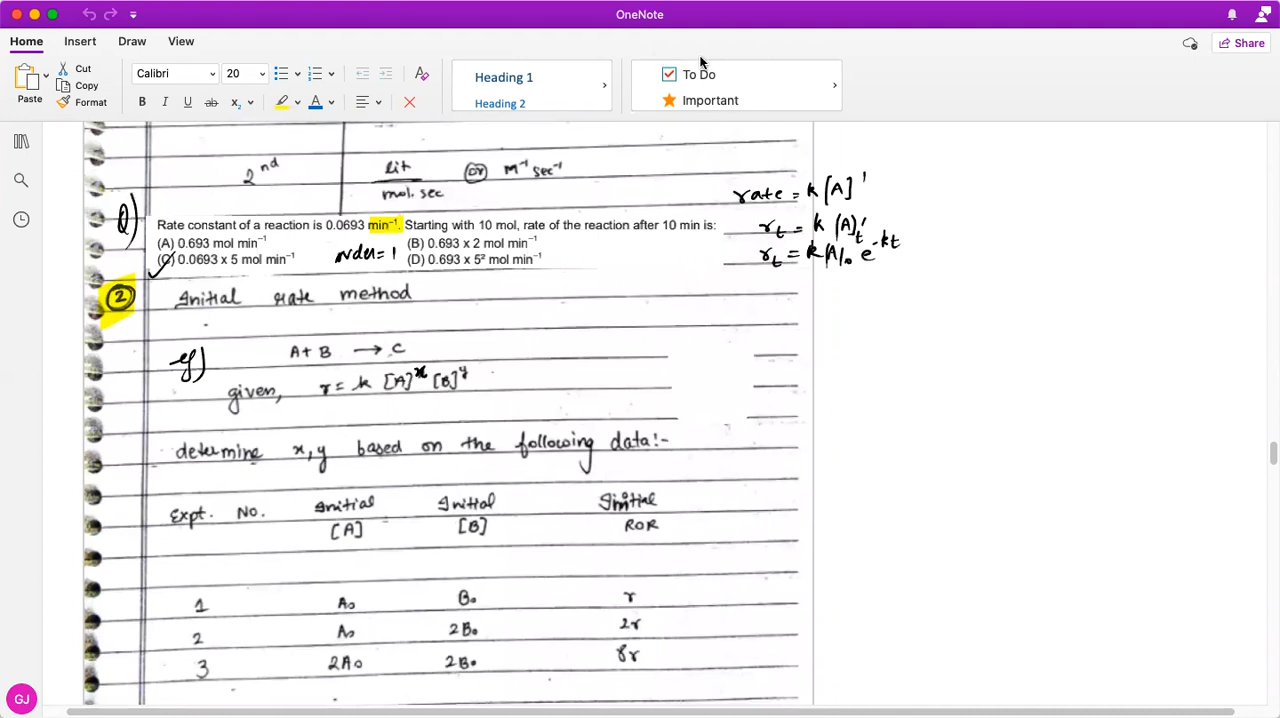 OneNote
Home Insert Draw View
Share
Paste
Cut
Copy
Format
Calibri 20
B I U ab x₂ A
Heading 1
Heading 2
To Do
Important
2nd lit/mol. sec or M⁻¹ sec⁻¹
rate = k[A]¹
Q) Rate constant of a reaction is 0.0693 min⁻¹. Starting with 10 mol, rate of the reaction after 10 min is:
(A) 0.693 mol min⁻¹ (B) 0.693 x 2 mol min⁻¹
(C) 0.0693 x 5 mol min⁻¹ order = 1 (D) 0.693 x 5² mol min⁻¹
r_t = k[A]_t¹
r_t = k[A]₀ e^-kt
② Initial rate method
eg) A + B → C
given, r = k [A]^x [B]^y
determine x,y based on the following data:-
Expt. No. Initial [A] Initial [B] Initial ROR
1 A₀ B₀ r
2 A₀ 2B₀ 2r
3 2A₀ 2B₀ 8r
GJ